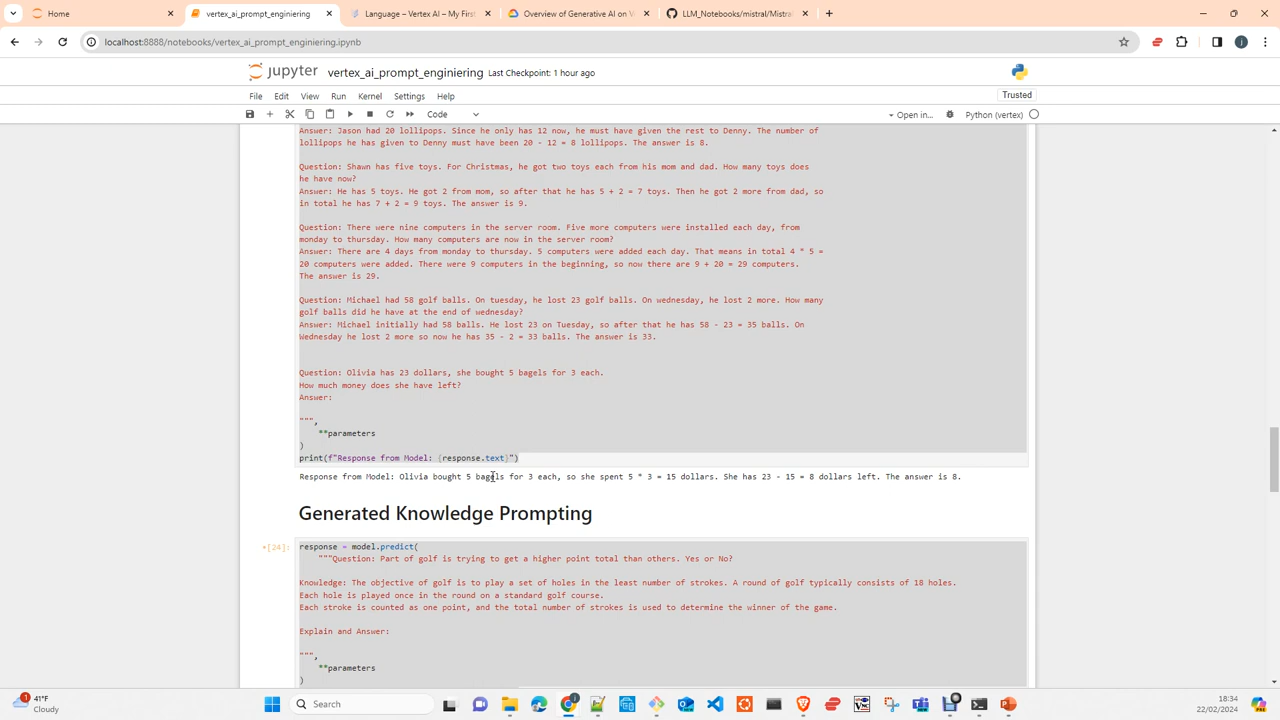 Home
vertex_ai_prompt_enginiering
Language – Vertex AI – My First
Overview of Generative AI on V
LLM_Notebooks/mistral/Mistral
localhost:8888/notebooks/vertex_ai_prompt_enginiering.ipynb
jupyter vertex_ai_prompt_enginiering Last Checkpoint: 1 hour ago
File Edit View Run Kernel Settings Help
Trusted
Code
Open in...
Python (vertex)
Answer: Jason had 20 lollipops. Since he only has 12 now, he must have given the rest to Denny. The number of
lollipops he has given to Denny must have been 20 - 12 = 8 lollipops. The answer is 8.
Question: Shawn has five toys. For Christmas, he got two toys each from his mom and dad. How many toys does
he have now?
Answer: He has 5 toys. He got 2 from mom, so after that he has 5 + 2 = 7 toys. Then he got 2 more from dad, so
in total he has 7 + 2 = 9 toys. The answer is 9.
Question: There were nine computers in the server room. Five more computers were installed each day, from
monday to thursday. How many computers are now in the server room?
Answer: There are 4 days from monday to thursday. 5 computers were added each day. That means in total 4 * 5 =
20 computers were added. There were 9 computers in the beginning, so now there are 9 + 20 = 29 computers.
The answer is 29.
Question: Michael had 58 golf balls. On tuesday, he lost 23 golf balls. On wednesday, he lost 2 more. How many
golf balls did he have at the end of wednesday?
Answer: Michael initially had 58 balls. He lost 23 on Tuesday, so after that he has 58 - 23 = 35 balls. On
Wednesday he lost 2 more so now he has 35 - 2 = 33 balls. The answer is 33.
Question: Olivia has 23 dollars, she bought 5 bagels for 3 each.
How much money does she have left?
Answer:
""",
**parameters
)
print(f"Response from Model: {response.text}")
Response from Model: Olivia bought 5 bagels for 3 each, so she spent 5 * 3 = 15 dollars. She has 23 - 15 = 8 dollars left. The answer is 8.
Generated Knowledge Prompting
[24]:
response = model.predict(
"""Question: Part of golf is trying to get a higher point total than others. Yes or No?
Knowledge: The objective of golf is to play a set of holes in the least number of strokes. A round of golf typically consists of 18 holes.
Each hole is played once in the round on a standard golf course.
Each stroke is counted as one point, and the total number of strokes is used to determine the winner of the game.
Explain and Answer:
""",
**parameters
)
1
41°F
Cloudy
Search
18:34
22/02/2024